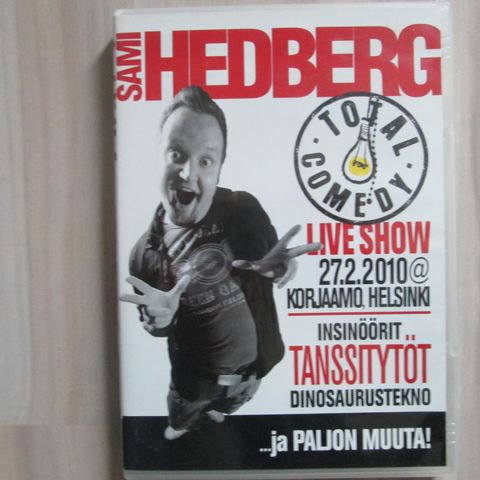 SAMI
HEDBERG
TOTAL
COMEDY
LIVE SHOW
27.2.2010@
KORJAAMO, HELSINKI
INSINÖÖRIT
TANSSITYTÖT
DINOSAURUSTEKNO
...ja PALJON MUUTA!